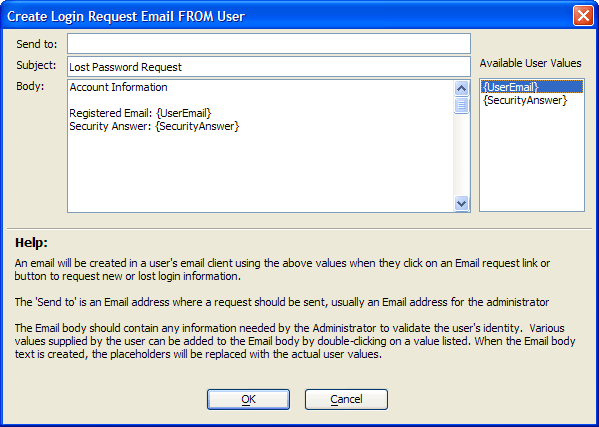 Create Login Request Email FROM User
Send to:
Subject: Lost Password Request
Available User Values
Body: Account Information
Registered Email: {UserEmail}
Security Answer: {SecurityAnswer}
{UserEmail}
{SecurityAnswer}
Help:
An email will be created in a user's email client using the above values when they click on an Email request link or
button to request new or lost login information.
The 'Send to' is an Email address where a request should be sent, usually an Email address for the administrator
The Email body should contain any information needed by the Administrator to validate the user's identity.  Various
values supplied by the user can be added to the Email body by double-clicking on a value listed. When the Email body
text is created, the placeholders will be replaced with the actual user values.
OK
Cancel